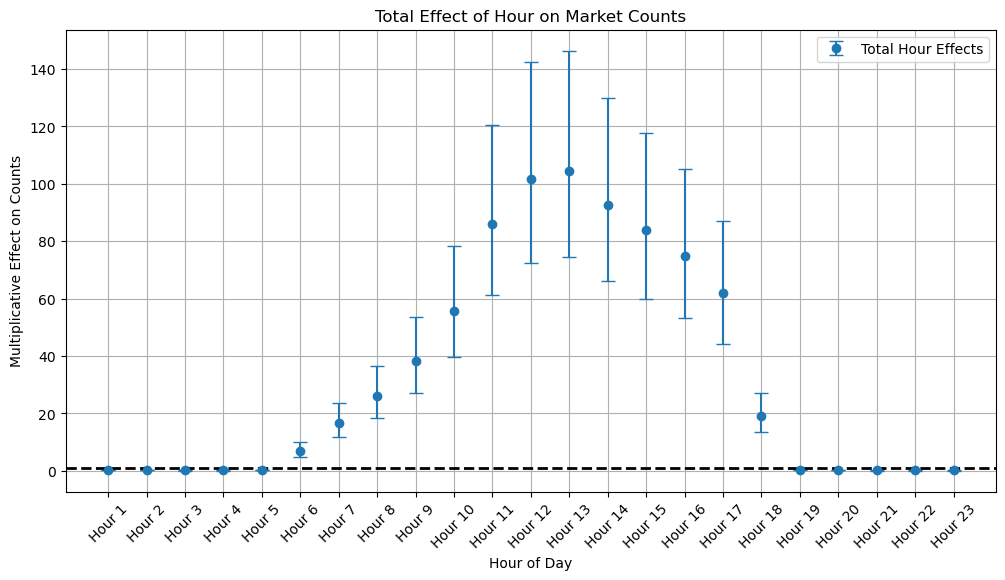 Total Effect of Hour on Market Counts
Total Hour Effects
Multiplicative Effect on Counts
140
120
100
80
60
40
20
0
Hour 1
Hour 2
Hour 3
Hour 4
Hour 5
Hour 6
Hour 7
Hour 8
Hour 9
Hour 10
Hour 11
Hour 12
Hour 13
Hour 14
Hour 15
Hour 16
Hour 17
Hour 18
Hour 19
Hour 20
Hour 21
Hour 22
Hour 23
Hour of Day